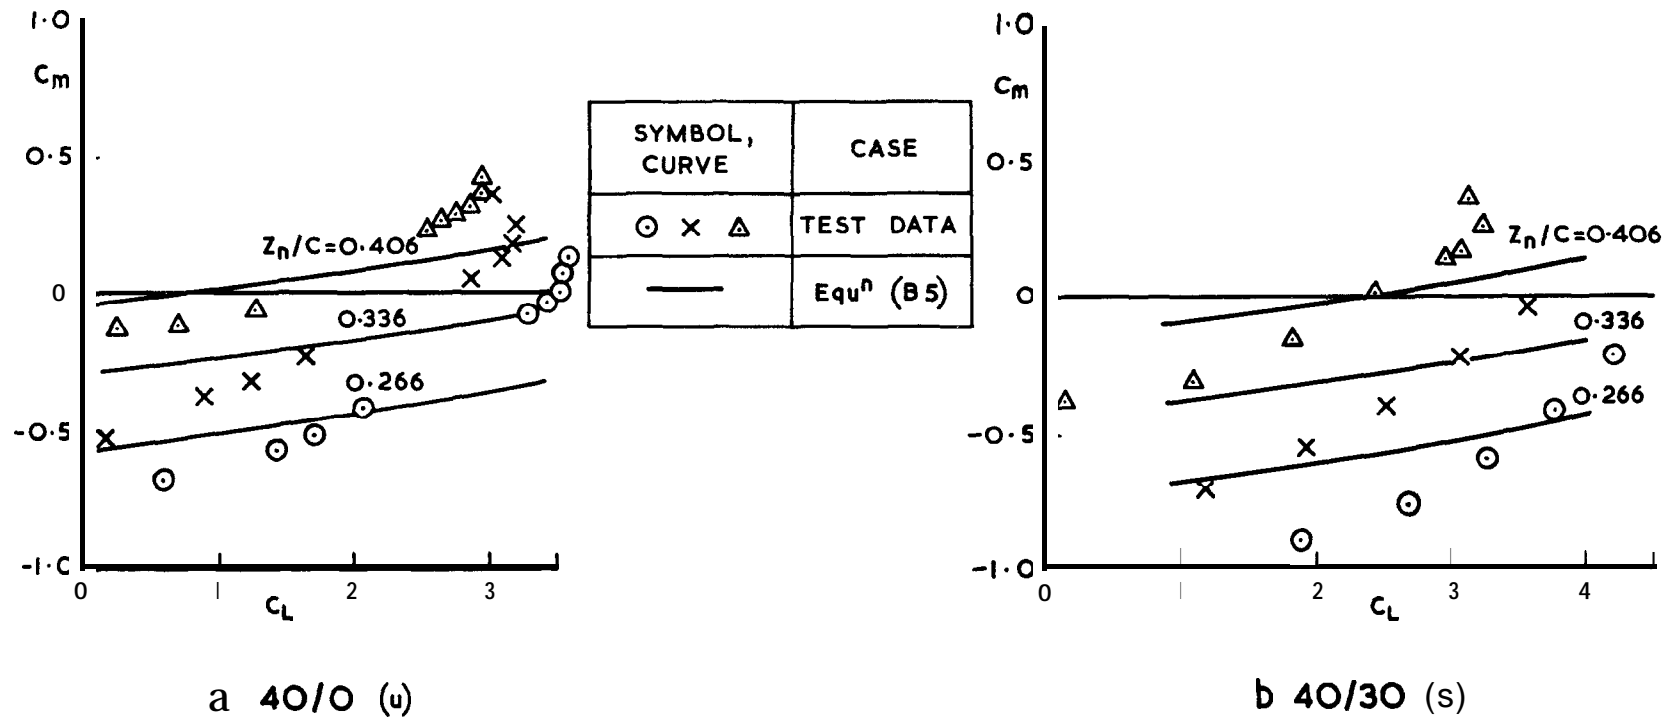 1.0
Cm
0.5
0
-0.5
-1.0
Zn/C=0.406
0.336
0.266
0 1 2 3
CL
a 40/0 (u)
SYMBOL, CURVE
CASE
TEST DATA
Equn (B5)
1.0
Cm
0.5
0
-0.5
-1.0
Zn/C=0.406
0.336
0.266
0 2 3 4
CL
b 40/30 (s)